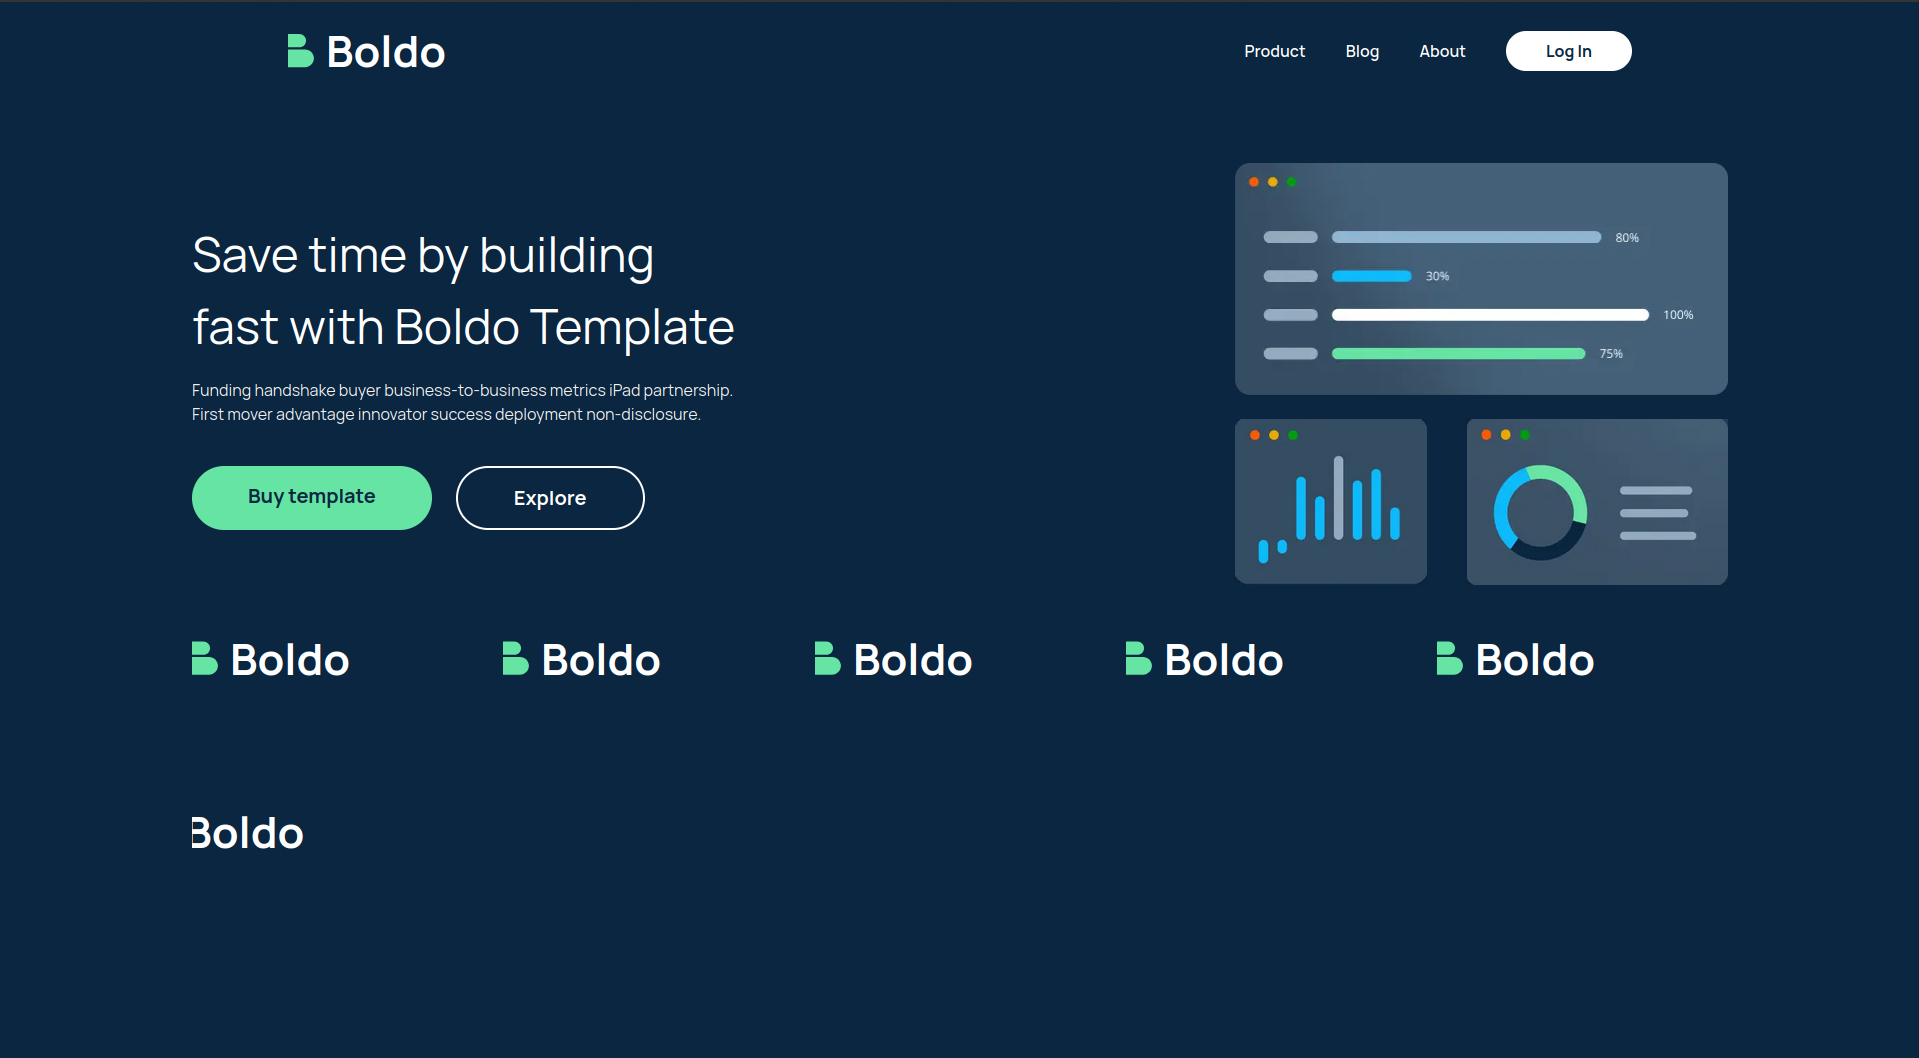 Boldo
Product Blog About Log In
Save time by building
fast with Boldo Template
Funding handshake buyer business-to-business metrics iPad partnership.
First mover advantage innovator success deployment non-disclosure.
Buy template Explore
80%
30%
100%
75%
Boldo Boldo Boldo Boldo Boldo
Boldo